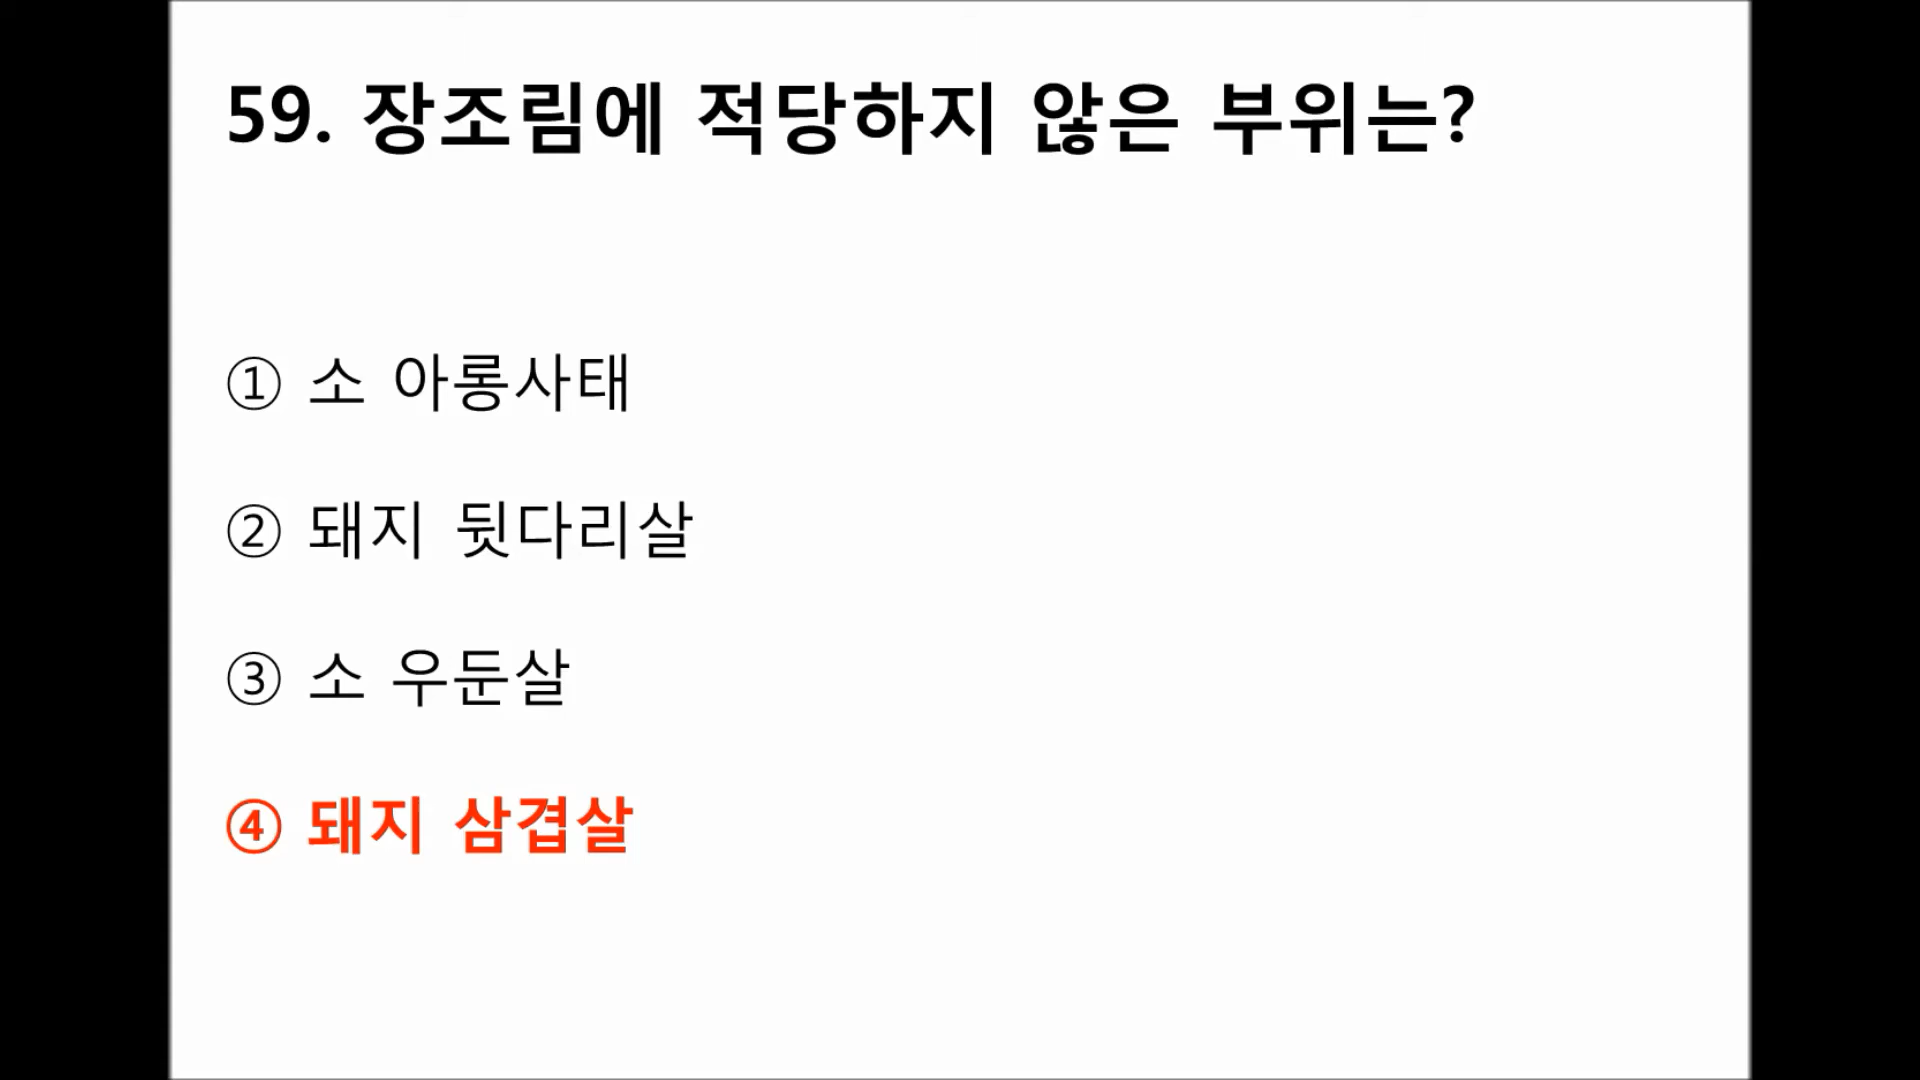 59. 장조림에 적당하지 않은 부위는?
① 소 아롱사태
② 돼지 뒷다리살
③ 소 우둔살
④ 돼지 삼겹살